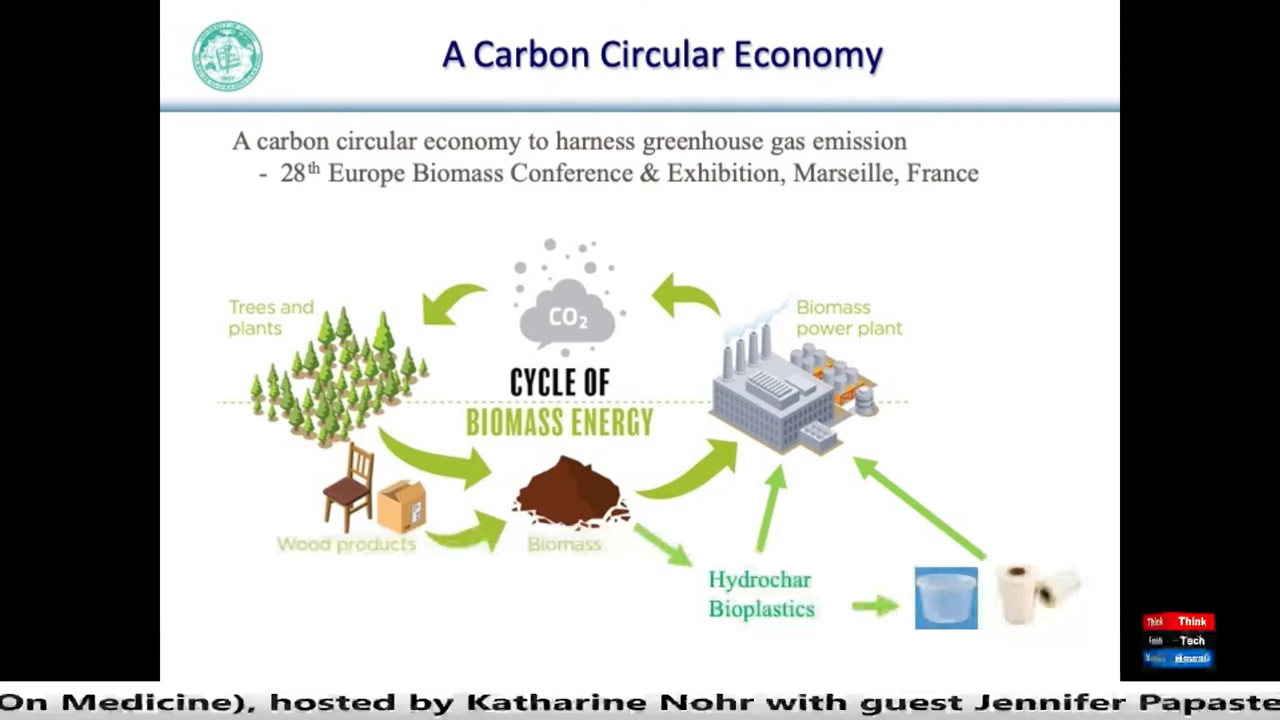 A Carbon Circular Economy
A carbon circular economy to harness greenhouse gas emission
- 28th Europe Biomass Conference & Exhibition, Marseille, France
Trees and
plants
CO2
Biomass
power plant
CYCLE OF
BIOMASS ENERGY
Wood products
Biomass
Hydrochar
Bioplastics
Think Think
Tech
On Medicine), hosted by Katharine Nohr with guest Jennifer Papaste